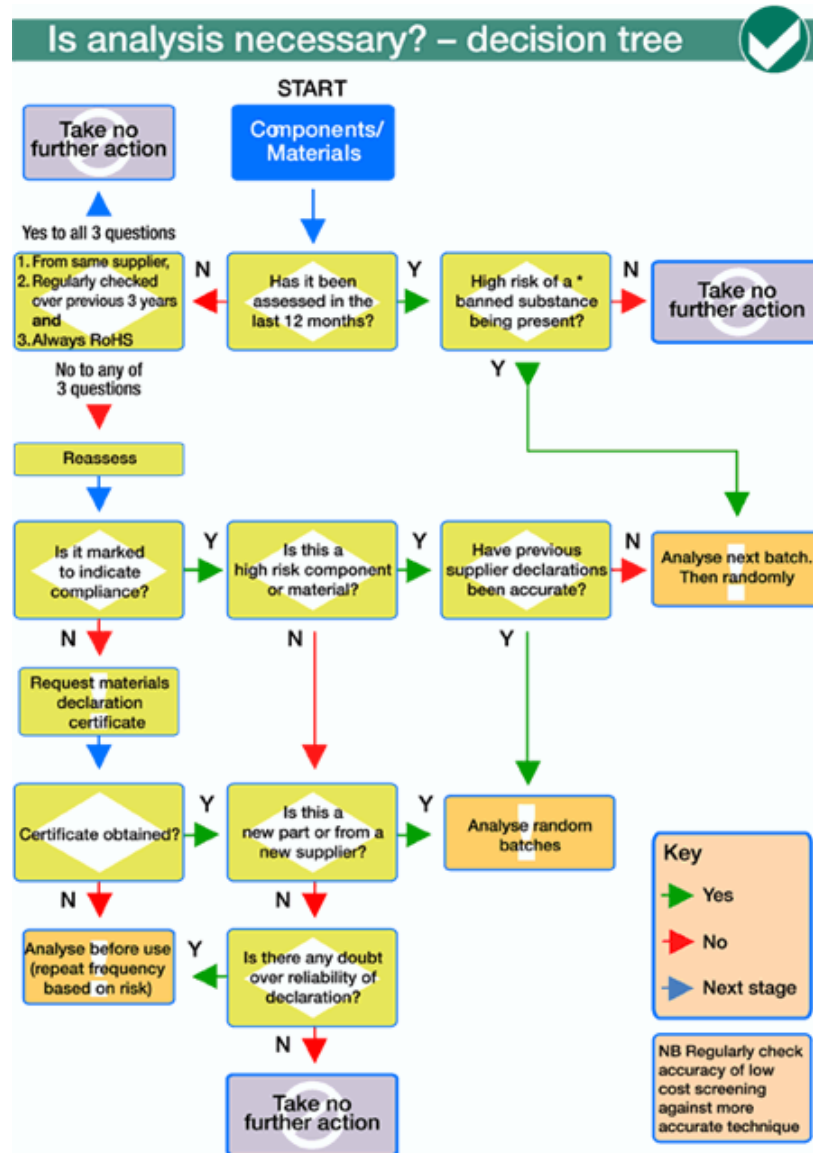 Is analysis necessary? – decision tree
START
Take no
further action
Components/
Materials
Yes to all 3 questions
1. From same supplier,
2. Regularly checked
over previous 3 years
and
3. Always RoHS
N
Has it been
assessed in the
last 12 months?
Y
High risk of a *
banned substance
being present?
N
Take no
further action
No to any of
3 questions
Y
Reassess
Is it marked
to indicate
compliance?
Y
Is this a
high risk component
or material?
Y
Have previous
supplier declarations
been accurate?
N
Analyse next batch.
Then randomly
N
N
Y
Request materials
declaration
certificate
Certificate obtained?
Y
Is this a
new part or from a
new supplier?
Y
Analyse random
batches
N
N
Analyse before use
(repeat frequency
based on risk)
Y
Is there any doubt
over reliability of
declaration?
N
Take no
further action
Key
Yes
No
Next stage
NB Regularly check
accuracy of low
cost screening
against more
accurate technique